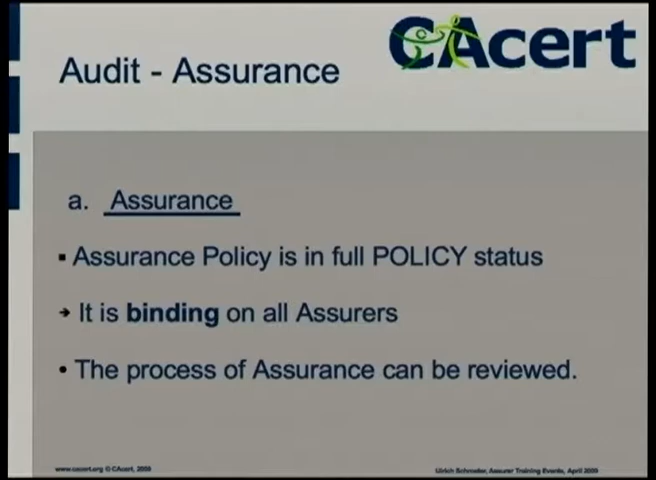 CAcert
Audit - Assurance
a. Assurance
▪ Assurance Policy is in full POLICY status
➔ It is binding on all Assurers
• The process of Assurance can be reviewed.
www.cacert.org © CAcert, 2009
Ulrich Schroeter, Assurer Training Events, April 2009